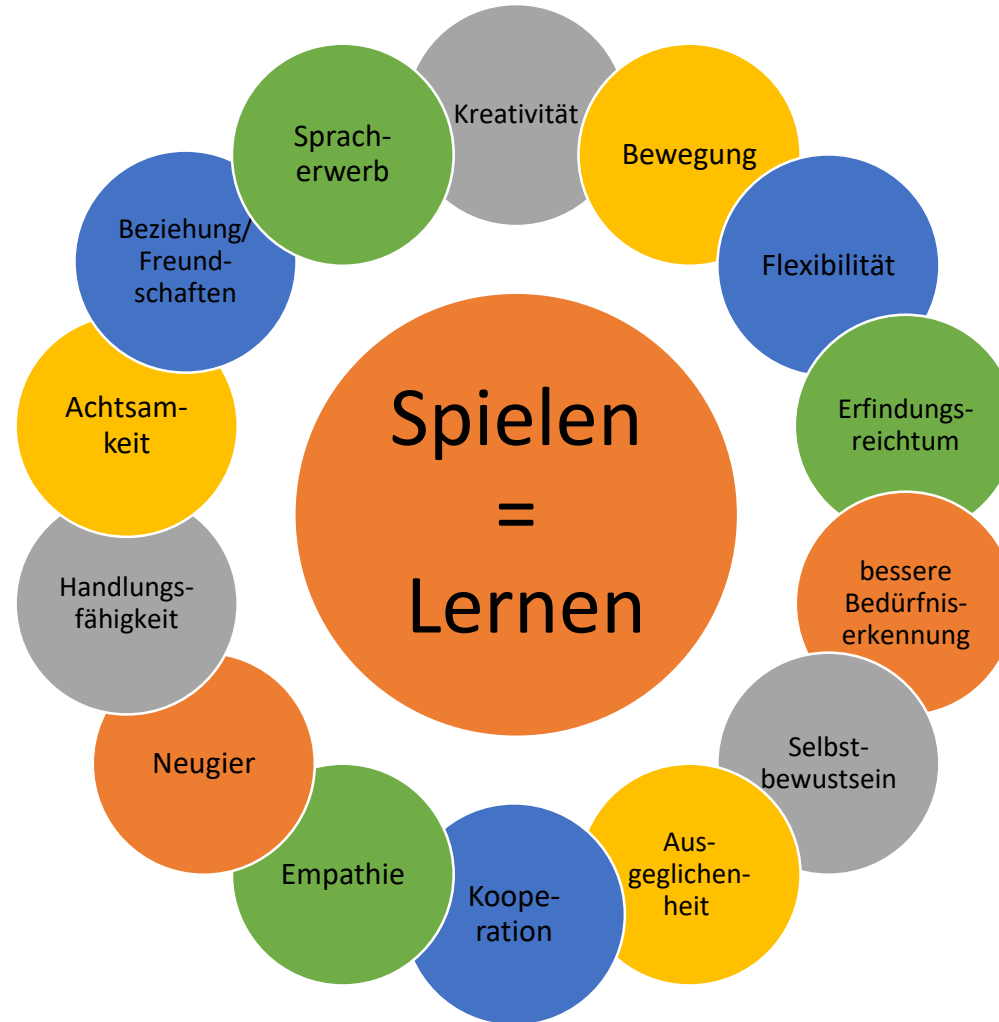 Kreativität
Bewegung
Flexibilität
Erfindungs-
reichtum
bessere
Bedürfnis-
erkennung
Selbst-
bewustsein
Aus-
geglichen-
heit
Koope-
ration
Empathie
Neugier
Handlungs-
fähigkeit
Achtsam-
keit
Beziehung/
Freund-
schaften
Sprach-
erwerb
Spielen
=
Lernen